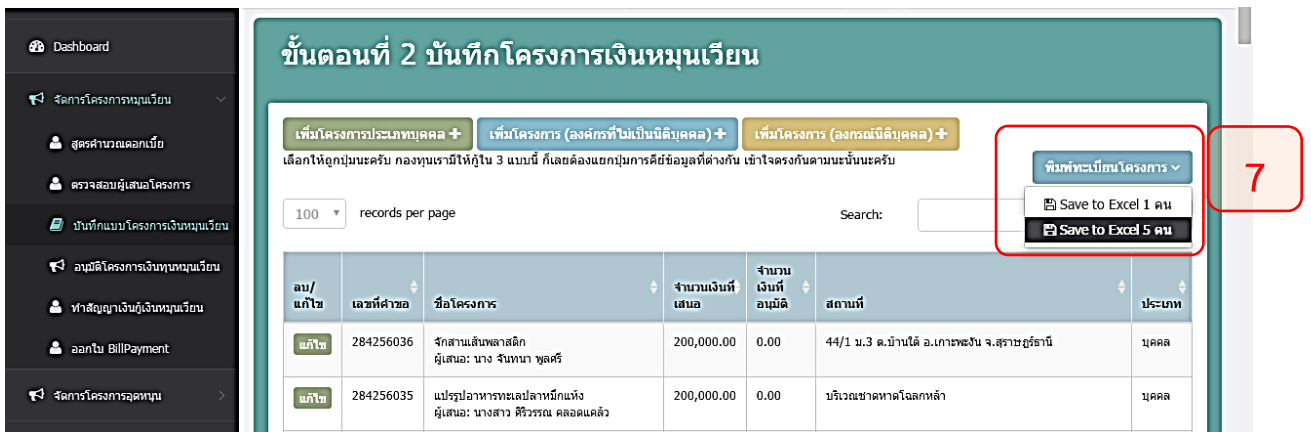 Dashboard
จัดการโครงการหมุนเวียน
สูตรคำนวณดอกเบี้ย
ตรวจสอบผู้เสนอโครงการ
บันทึกแบบโครงการเงินหมุนเวียน
อนุมัติโครงการเงินทุนหมุนเวียน
ทำสัญญาเงินกู้เงินหมุนเวียน
ออกใบ BillPayment
จัดการโครงการอุดหนุน
ขั้นตอนที่ 2 บันทึกโครงการเงินหมุนเวียน
เพิ่มโครงการประเภทบุคคล + เพิ่มโครงการ (องค์กรที่ไม่เป็นนิติบุคคล) + เพิ่มโครงการ (องกรณ์นิติบุคคล) +
เลือกให้ถูกปุ่มนะครับ กองทุนเรามีให้กู้ใน 3 แบบนี้ ก็เลยต้องแยกปุ่มการคีย์ข้อมูลที่ต่างกัน เข้าใจตรงกันตามนะนั้นนะครับ
พิมพ์ทะเบียนโครงการ
Save to Excel 1 คน
Save to Excel 5 คน
7
100 records per page Search:
ลบ/แก้ไข เลขที่คำขอ ชื่อโครงการ จำนวนเงินที่เสนอ จำนวนเงินที่อนุมัติ สถานที่ ประเภท
แก้ไข 284256036 จักสานเส้นพลาสติก 200,000.00 0.00 44/1 ม.3 ต.บ้านใต้ อ.เกาะพะงัน จ.สุราษฎร์ธานี บุคคล
ผู้เสนอ: นาง จันทนา พูลศรี
แก้ไข 284256035 แปรรูปอาหารทะเลปลาหมึกแห้ง 200,000.00 0.00 บริเวณชาดหาดโฉลกหล้า บุคคล
ผู้เสนอ: นางสาว ศิริวรรณ คลอดแคล้ว